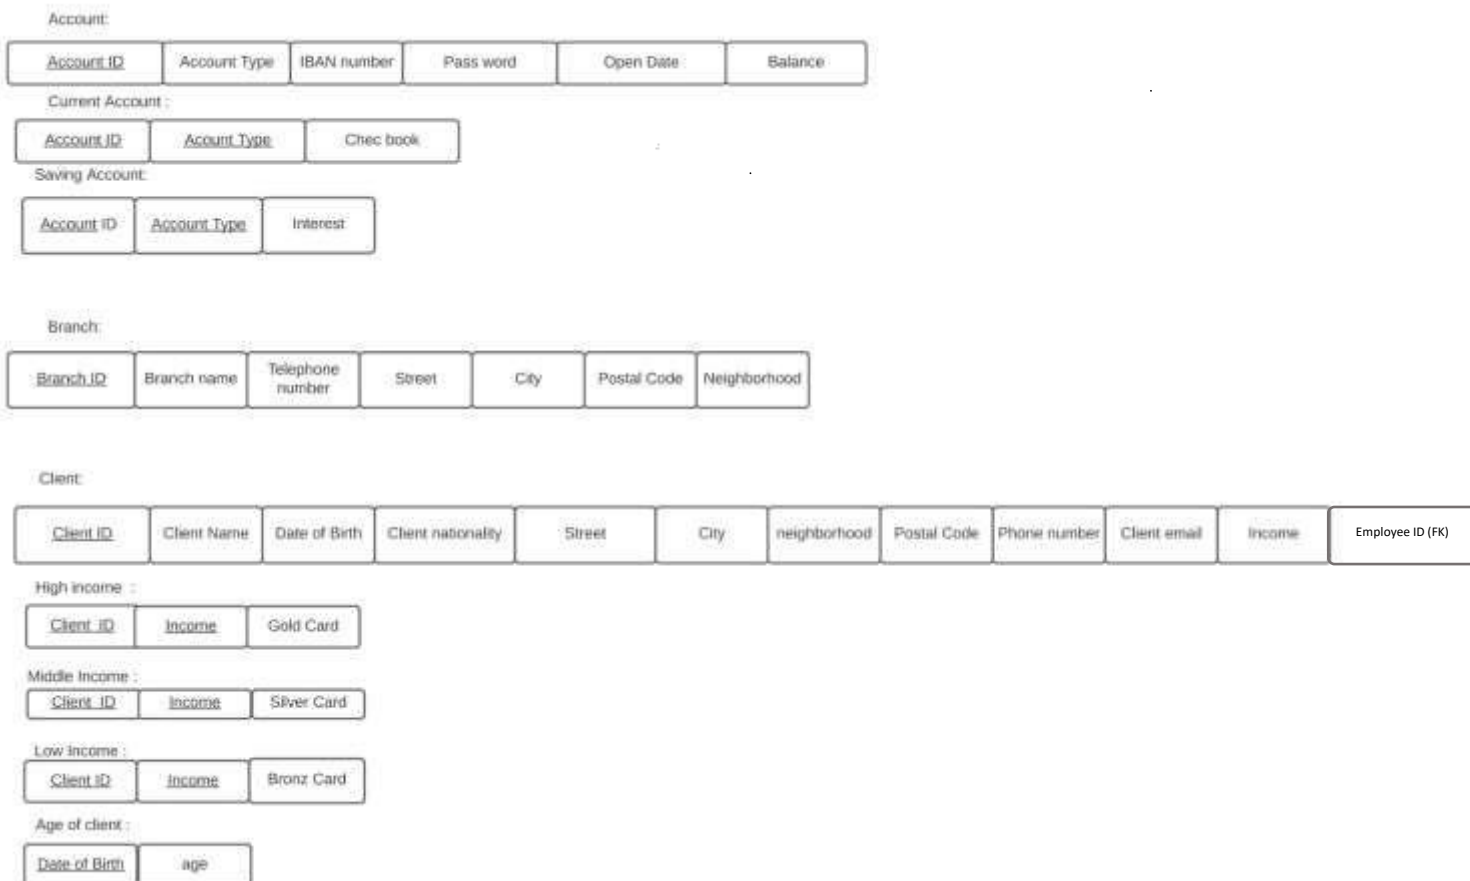 Account:
Account ID Account Type IBAN number Pass word Open Date Balance
Current Account :
Account ID Acount Type Chec book
Saving Account:
Account ID Account Type Interest
Branch:
Branch ID Branch name Telephone number Street City Postal Code Neighborhood
Client:
Client ID Client Name Date of Birth Client nationality Street City neighborhood Postal Code Phone number Client email Income Employee ID (FK)
High income :
Client ID Income Gold Card
Middle Income :
Client ID Income Silver Card
Low Income :
Client ID Income Bronz Card
Age of client :
Date of Birth age